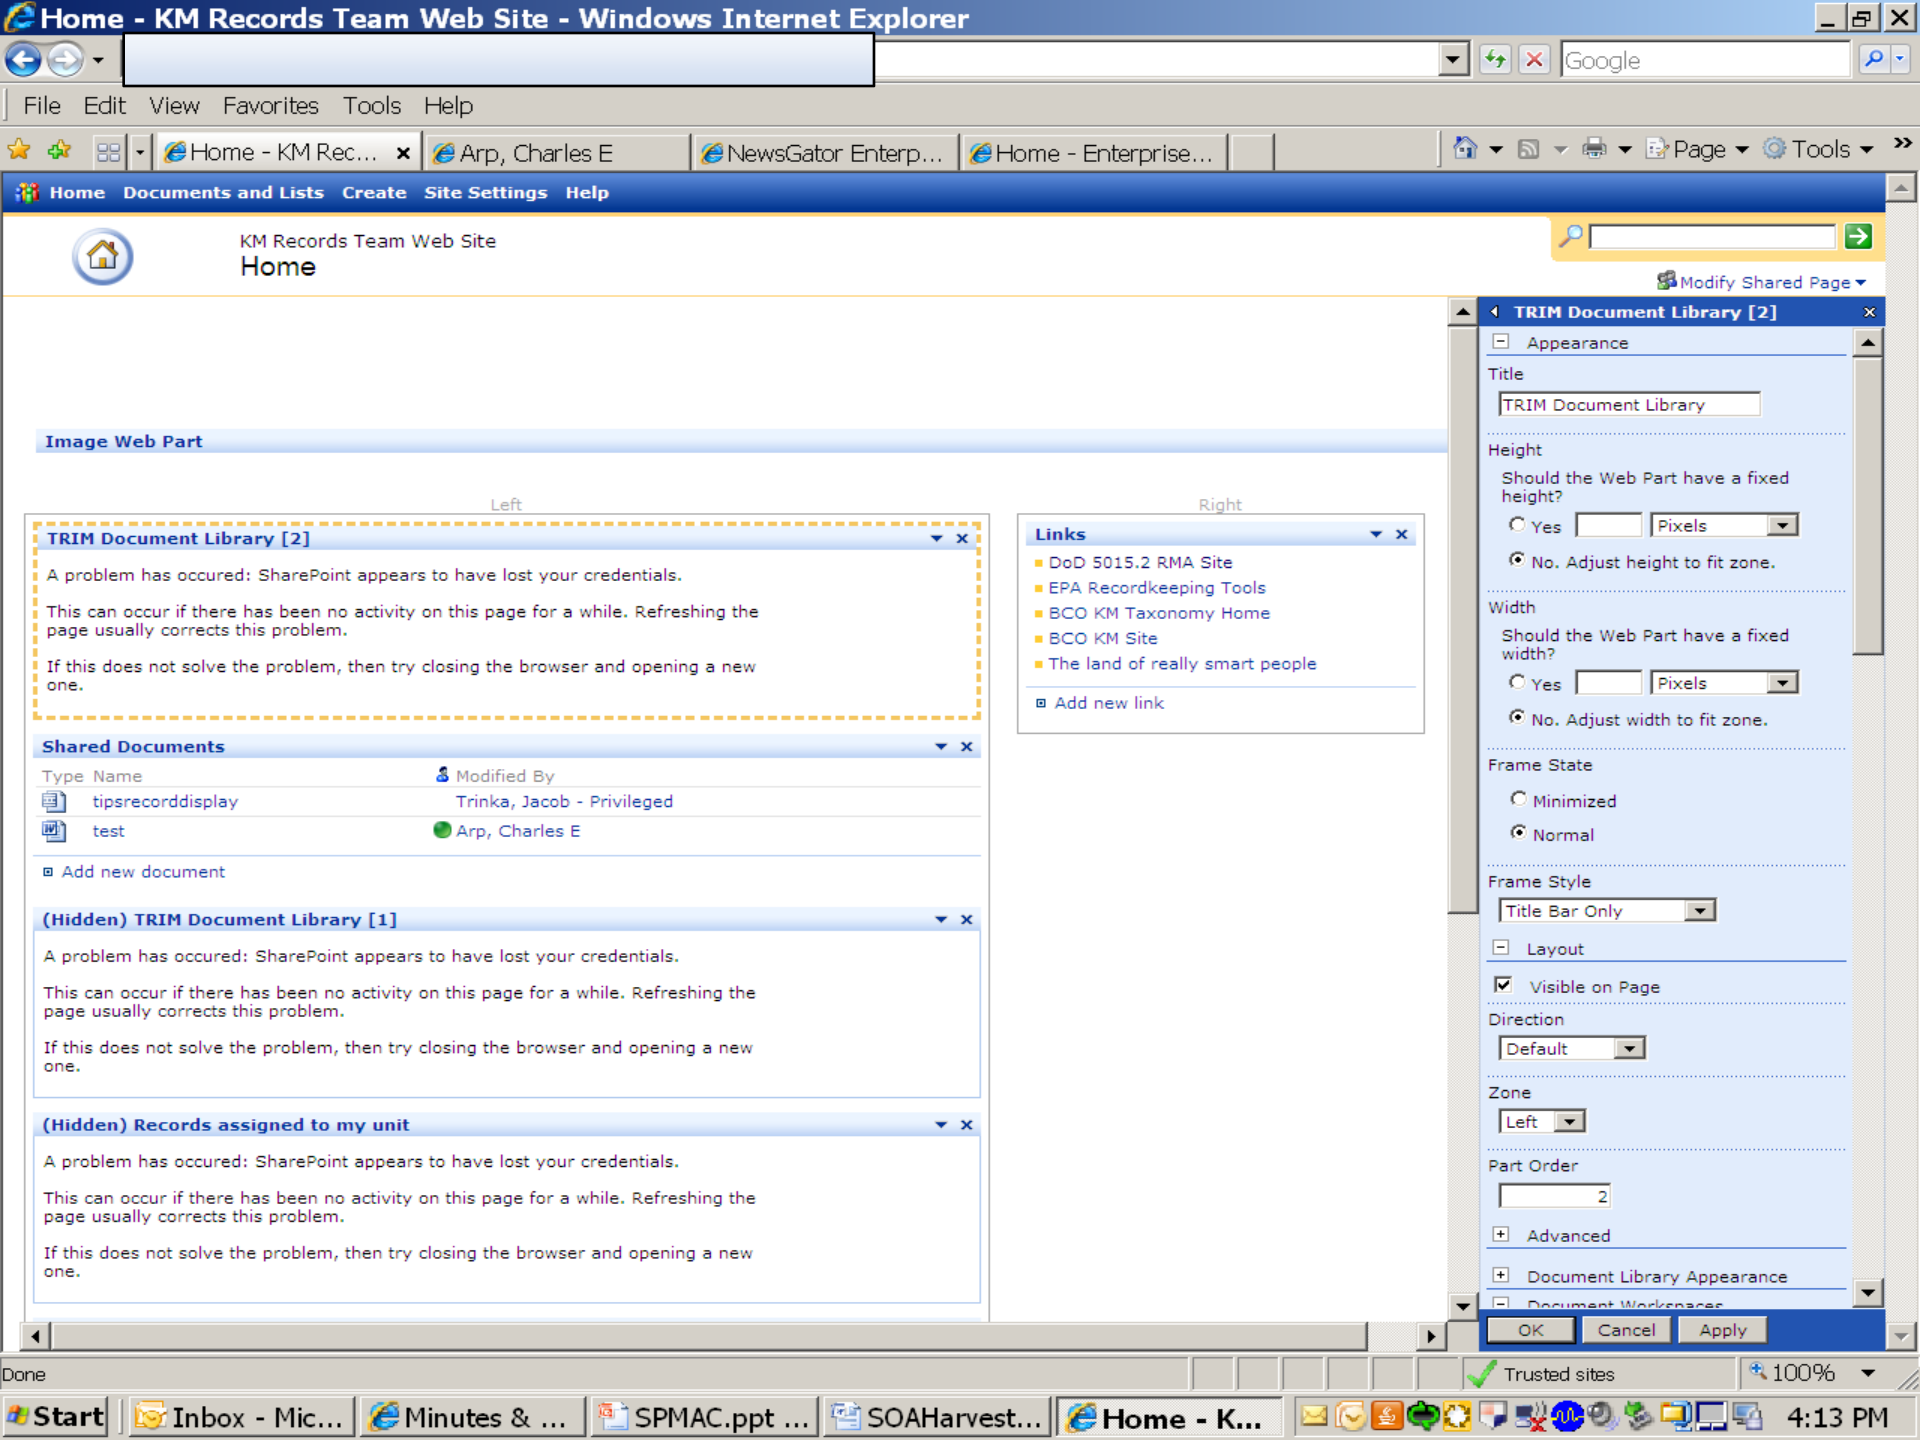 Home - KM Records Team Web Site - Windows Internet Explorer
Google
File Edit View Favorites Tools Help
Home - KM Rec...
Arp, Charles E
NewsGator Enterp...
Home - Enterprise...
Page
Tools
Home Documents and Lists Create Site Settings Help
KM Records Team Web Site
Home
Modify Shared Page
Image Web Part
Left
TRIM Document Library [2]
A problem has occured: SharePoint appears to have lost your credentials.
This can occur if there has been no activity on this page for a while. Refreshing the
page usually corrects this problem.
If this does not solve the problem, then try closing the browser and opening a new
one.
Shared Documents
Type Name Modified By
tipsrecorddisplay Trinka, Jacob - Privileged
test Arp, Charles E
Add new document
(Hidden) TRIM Document Library [1]
A problem has occured: SharePoint appears to have lost your credentials.
This can occur if there has been no activity on this page for a while. Refreshing the
page usually corrects this problem.
If this does not solve the problem, then try closing the browser and opening a new
one.
(Hidden) Records assigned to my unit
A problem has occured: SharePoint appears to have lost your credentials.
This can occur if there has been no activity on this page for a while. Refreshing the
page usually corrects this problem.
If this does not solve the problem, then try closing the browser and opening a new
one.
Right
Links
DoD 5015.2 RMA Site
EPA Recordkeeping Tools
BCO KM Taxonomy Home
BCO KM Site
The land of really smart people
Add new link
TRIM Document Library [2]
Appearance
Title
TRIM Document Library
Height
Should the Web Part have a fixed
height?
Yes Pixels
No. Adjust height to fit zone.
Width
Should the Web Part have a fixed
width?
Yes Pixels
No. Adjust width to fit zone.
Frame State
Minimized
Normal
Frame Style
Title Bar Only
Layout
Visible on Page
Direction
Default
Zone
Left
Part Order
2
Advanced
Document Library Appearance
Document Workspaces
OK Cancel Apply
Done
Trusted sites
100%
Start
Inbox - Mic...
Minutes & ...
SPMAC.ppt ...
SOAHarvest...
Home - K...
4:13 PM